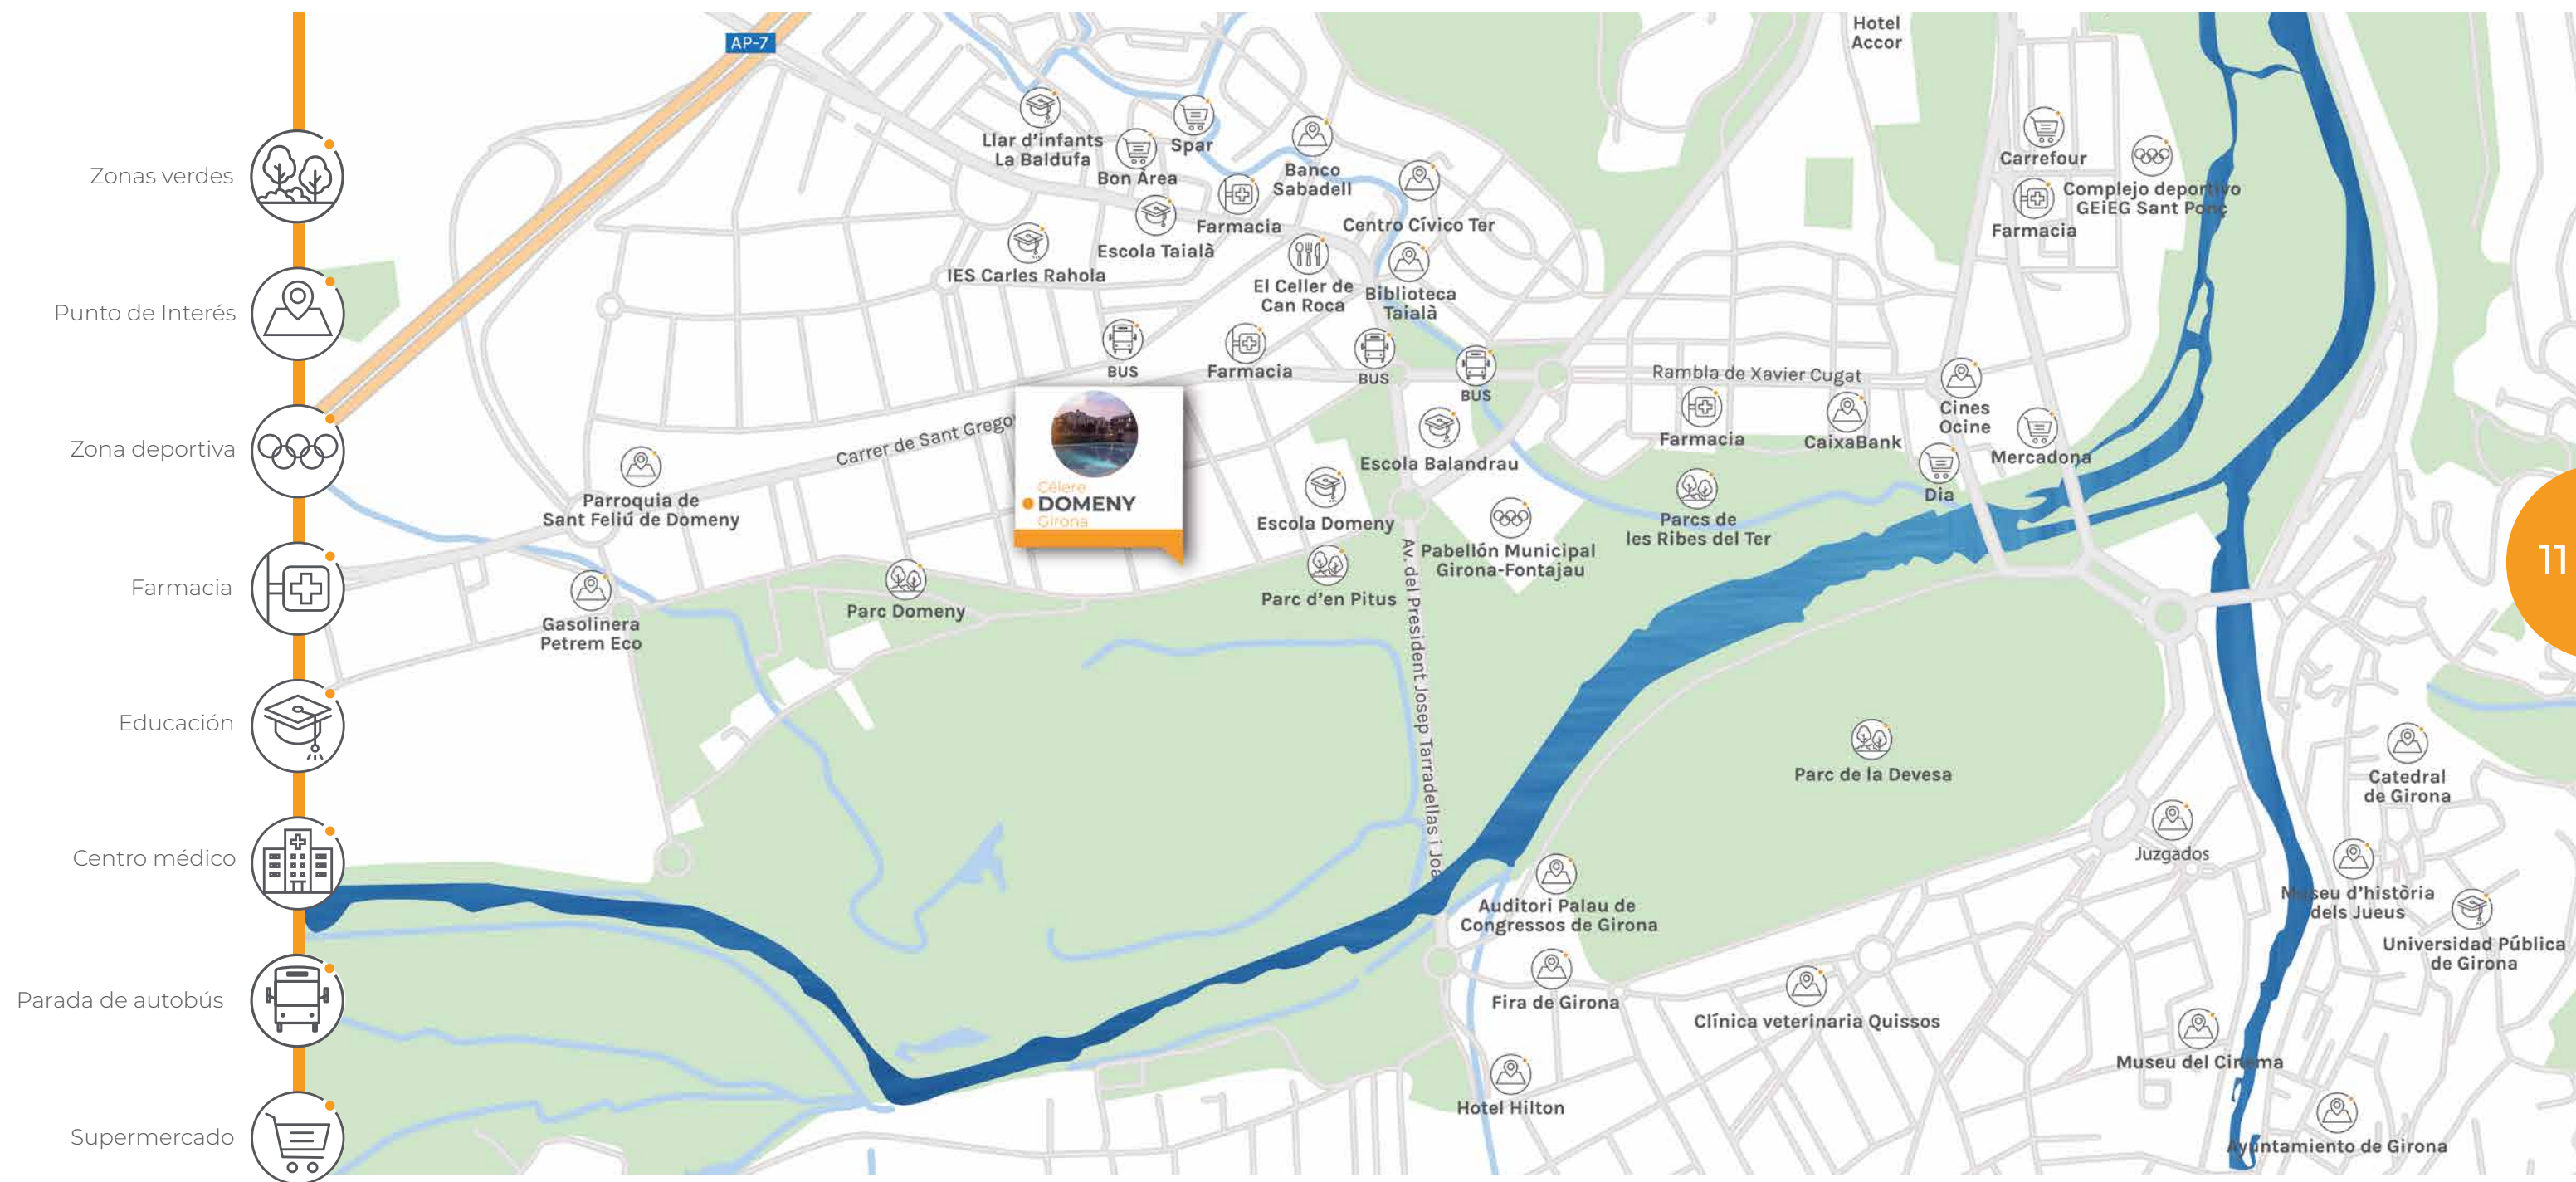 Zonas verdes
Punto de Interés
Zona deportiva
Farmacia
Educación
Centro médico
Parada de autobús
Supermercado
AP-7
Hotel
Accor
Llar d'infants
La Baldufa
Bon Àrea
Spar
Banco
Sabadell
Farmacia
Centro Cívico Ter
Escola Taialà
IES Carles Rahola
El Celler de
Can Roca
Biblioteca
Taialà
Carrefour
Farmacia
Complejo deportivo
GEiEG Sant Ponç
BUS
Farmacia
BUS
BUS
Rambla de Xavier Cugat
Farmacia
CaixaBank
Cines
Ocine
Mercadona
Dia
Carrer de Sant Grego
Célere
DOMENY
Girona
Escola Balandrau
Escola Domeny
Parroquia de
Sant Feliú de Domeny
Pabellón Municipal
Girona-Fontajau
Parcs de
les Ribes del Ter
11
Gasolinera
Petrem Eco
Parc Domeny
Parc d'en Pitus
Av. del President Josep Tarradellas i Joa
Parc de la Devesa
Catedral
de Girona
Juzgados
Museu d'història
dels Jueus
Universidad Pública
de Girona
Auditori Palau de
Congressos de Girona
Fira de Girona
Clínica veterinaria Quissos
Museu del Cinema
Hotel Hilton
Ayuntamiento de Girona